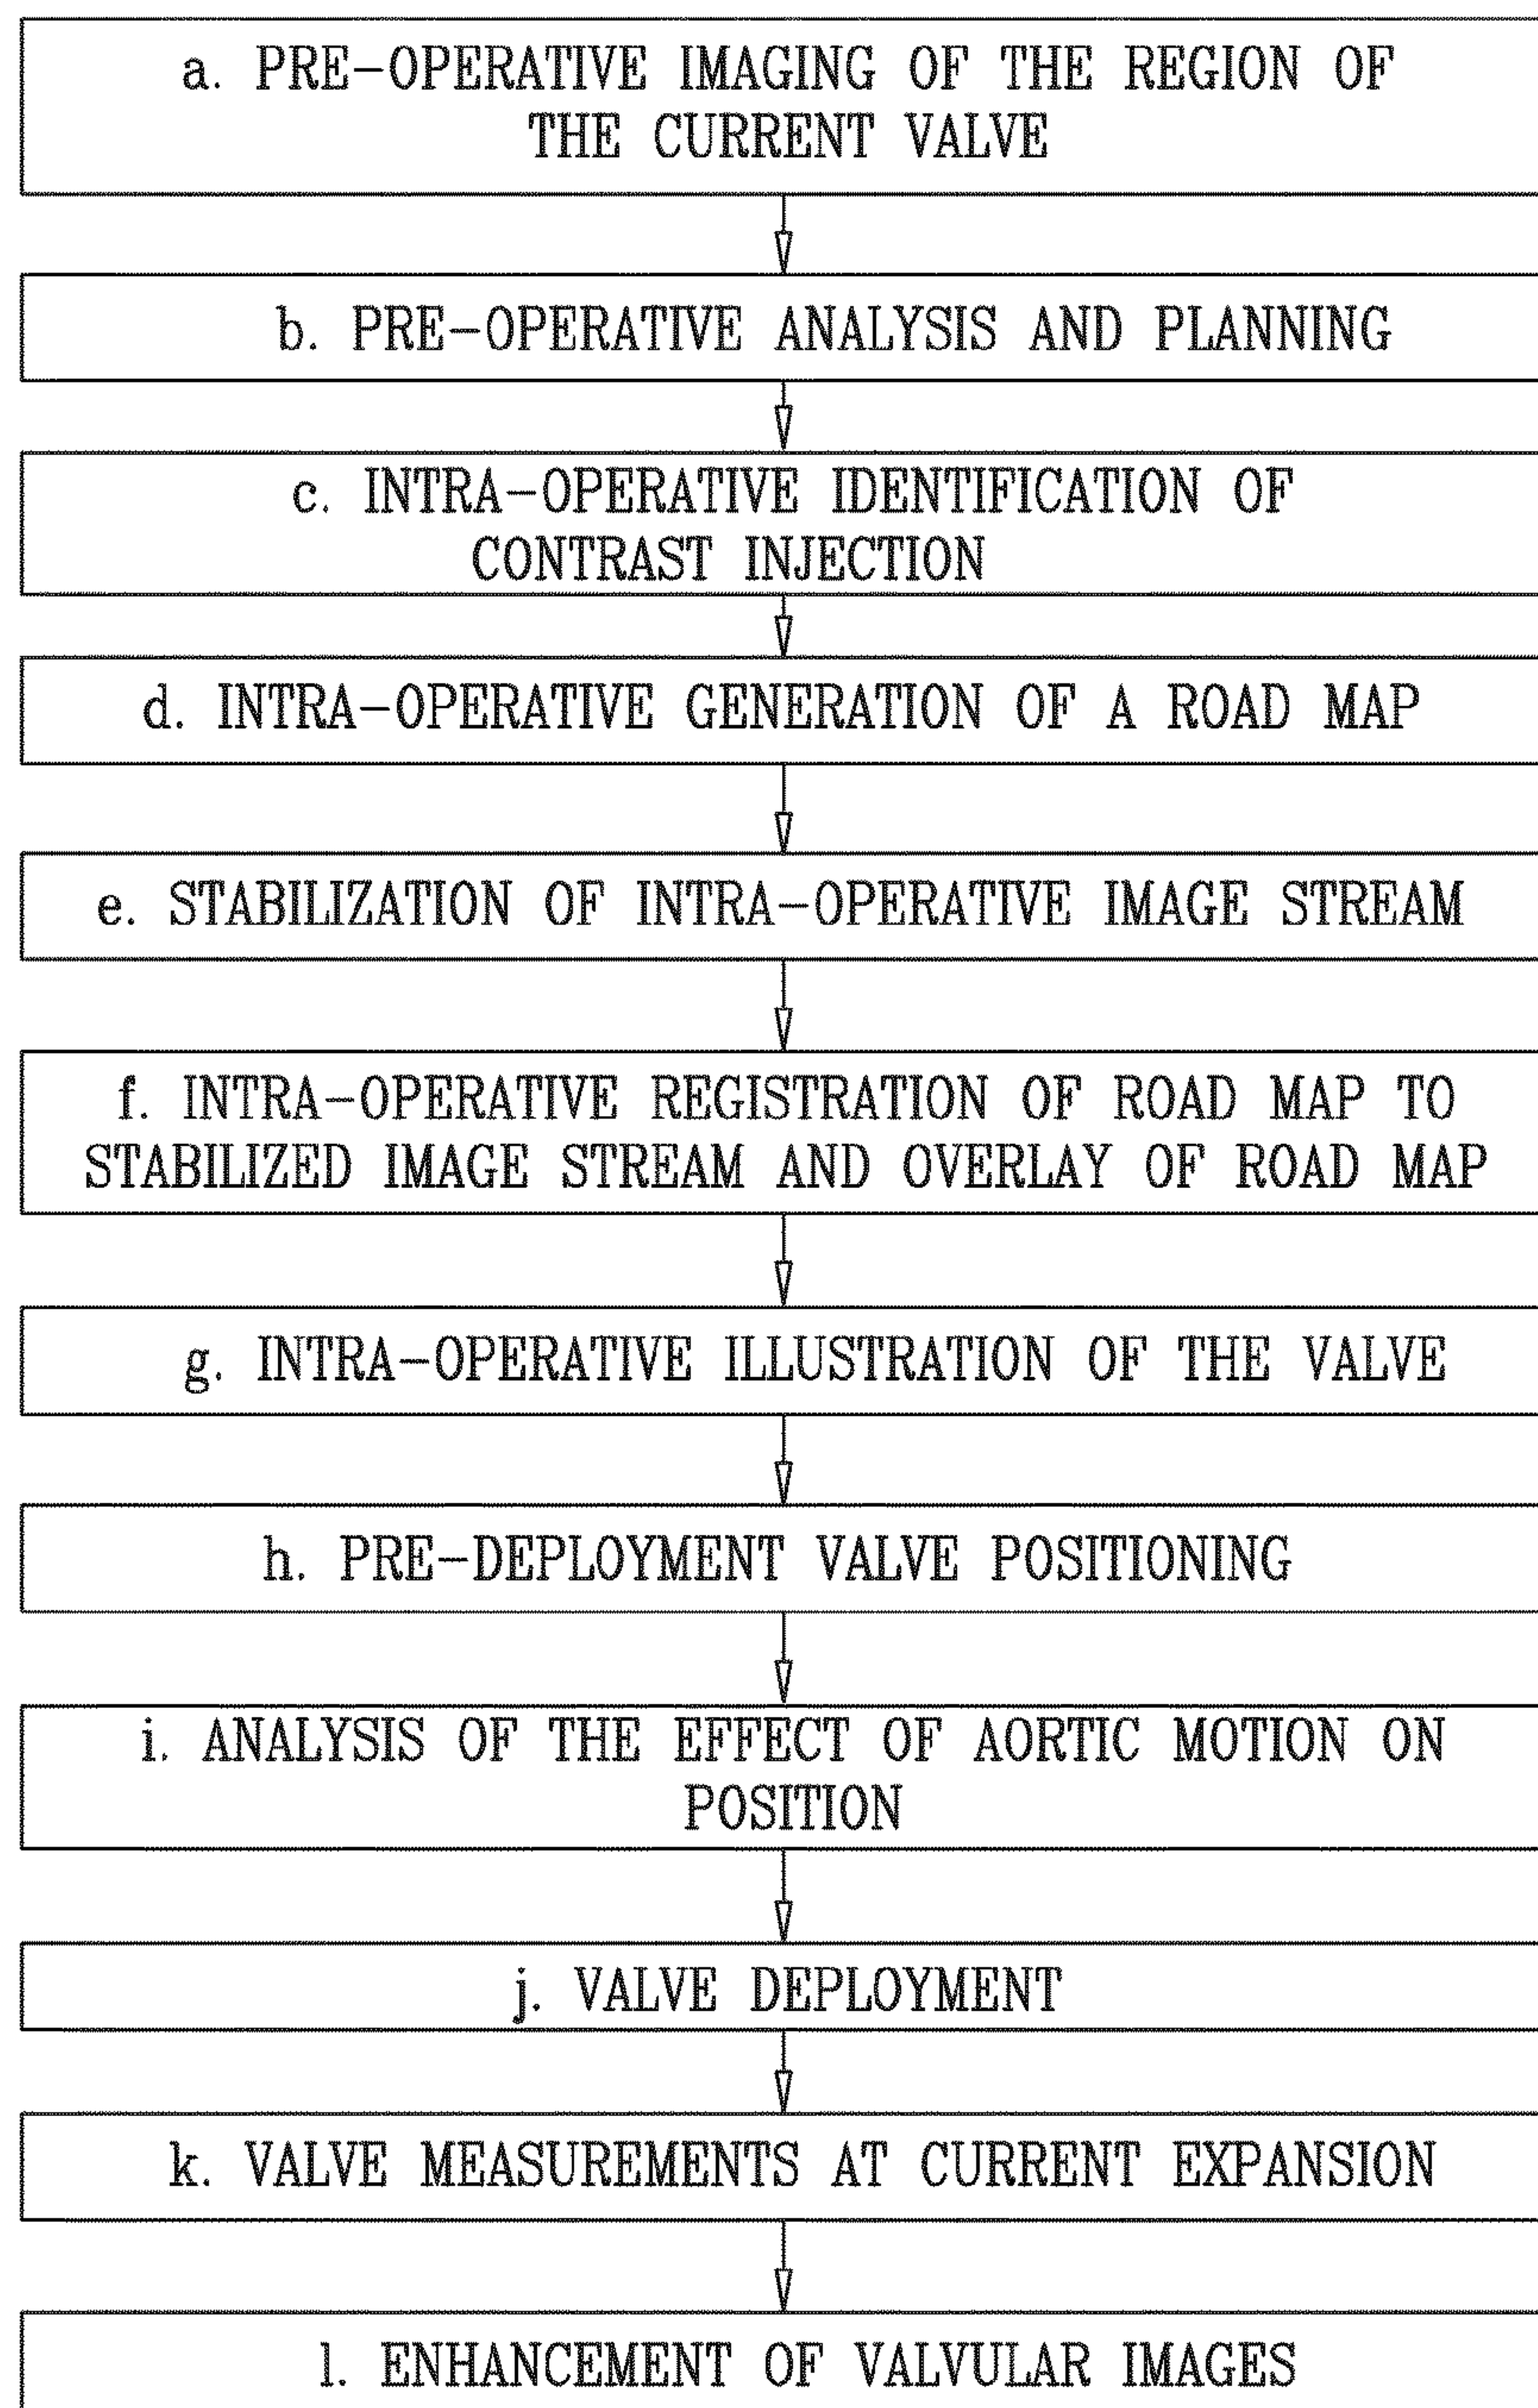 a. PRE-OPERATIVE IMAGING OF THE REGION OF
THE CURRENT VALVE
b. PRE-OPERATIVE ANALYSIS AND PLANNING
c. INTRA-OPERATIVE IDENTIFICATION OF
CONTRAST INJECTION
d. INTRA-OPERATIVE GENERATION OF A ROAD MAP
e. STABILIZATION OF INTRA-OPERATIVE IMAGE STREAM
f. INTRA-OPERATIVE REGISTRATION OF ROAD MAP TO
STABILIZED IMAGE STREAM AND OVERLAY OF ROAD MAP
g. INTRA-OPERATIVE ILLUSTRATION OF THE VALVE
h. PRE-DEPLOYMENT VALVE POSITIONING
i. ANALYSIS OF THE EFFECT OF AORTIC MOTION ON
POSITION
j. VALVE DEPLOYMENT
k. VALVE MEASUREMENTS AT CURRENT EXPANSION
l. ENHANCEMENT OF VALVULAR IMAGES